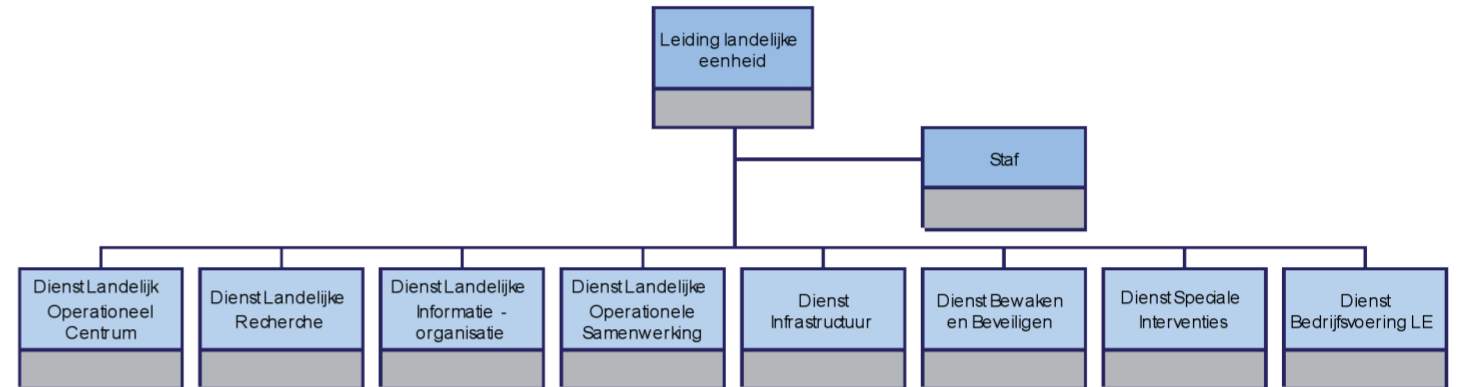 Leiding landelijke
eenheid
Staf
Dienst Landelijk
Operationeel
Centrum
Dienst Landelijke
Recherche
Dienst Landelijke
Informatie -
organisatie
Dienst Landelijke
Operationele
Samenwerking
Dienst
Infrastructuur
Dienst Bewaken
en Beveiligen
Dienst Speciale
Interventies
Dienst
Bedrijfsvoering LE